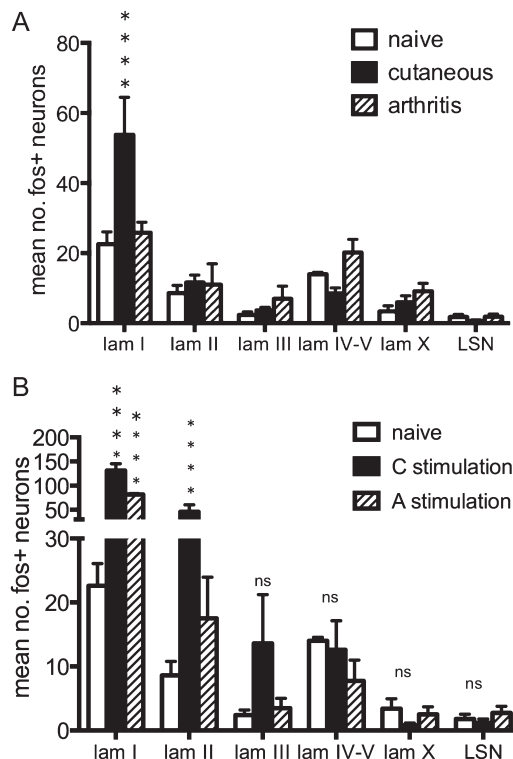 A
****
80
60
40
20
0
mean no. fos+ neurons
naive
cutaneous
arthritis
lam I lam II lam III lam IV-V lam X LSN
B
**** **** ****
200
150
100
50
30
20
10
0
mean no. fos+ neurons
naive
C stimulation
A stimulation
ns ns ns ns
lam I lam II lam III lam IV-V lam X LSN